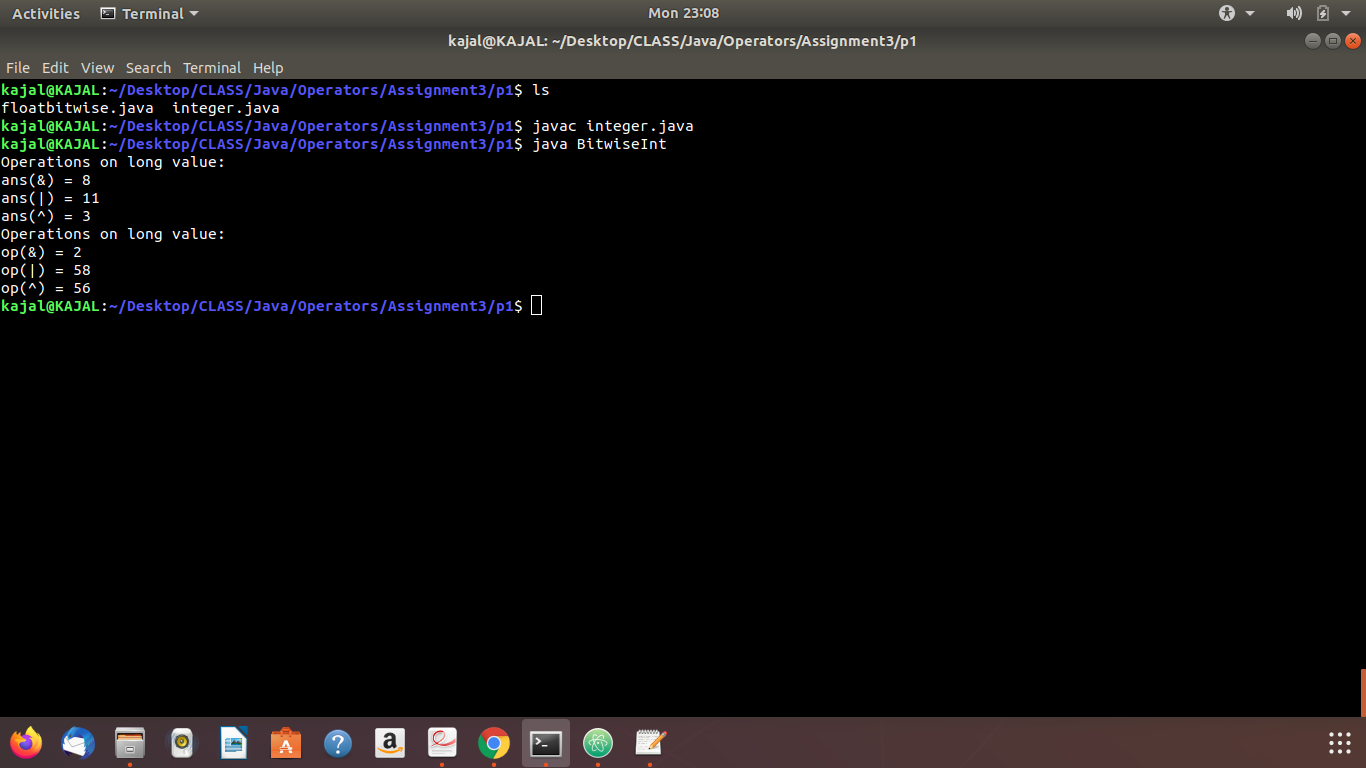 Activities Terminal Mon 23:08
kajal@KAJAL: ~/Desktop/CLASS/Java/Operators/Assignment3/p1
File Edit View Search Terminal Help
kajal@KAJAL:~/Desktop/CLASS/Java/Operators/Assignment3/p1$ ls
floatbitwise.java  integer.java
kajal@KAJAL:~/Desktop/CLASS/Java/Operators/Assignment3/p1$ javac integer.java
kajal@KAJAL:~/Desktop/CLASS/Java/Operators/Assignment3/p1$ java BitwiseInt
Operations on long value:
ans(&) = 8
ans(|) = 11
ans(^) = 3
Operations on long value:
op(&) = 2
op(|) = 58
op(^) = 56
kajal@KAJAL:~/Desktop/CLASS/Java/Operators/Assignment3/p1$